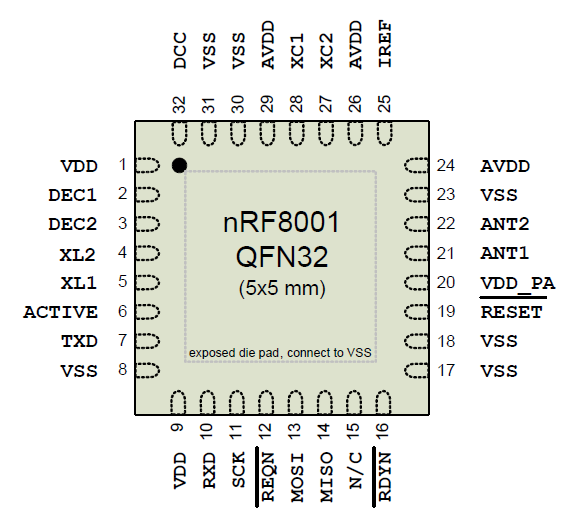 DCC VSS VSS AVDD XC1 XC2 AVDD IREF
32 31 30 29 28 27 26 25
VDD 1 24 AVDD
DEC1 2 23 VSS
DEC2 3 22 ANT2
XL2 4 21 ANT1
XL1 5 20 VDD_PA
ACTIVE 6 19 RESET
TXD 7 18 VSS
VSS 8 17 VSS
nRF8001
QFN32
(5x5 mm)
exposed die pad, connect to VSS
9 10 11 12 13 14 15 16
VDD RXD SCK REQN MOSI MISO N/C RDYN